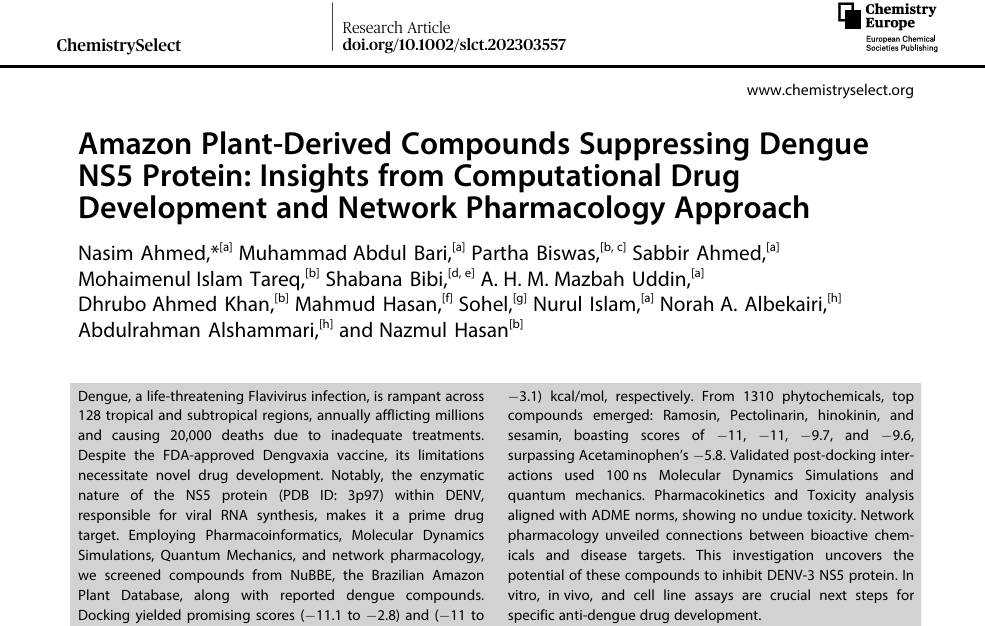 ChemistrySelect
Research Article
doi.org/10.1002/slct.202303557
Chemistry
Europe
European Chemical
Societies Publishing
www.chemistryselect.org
Amazon Plant-Derived Compounds Suppressing Dengue
NS5 Protein: Insights from Computational Drug
Development and Network Pharmacology Approach
Nasim Ahmed,*[a] Muhammad Abdul Bari,[a] Partha Biswas,[b, c] Sabbir Ahmed,[a]
Mohaimenul Islam Tareq,[b] Shabana Bibi,[d, e] A. H. M. Mazbah Uddin,[a]
Dhrubo Ahmed Khan,[b] Mahmud Hasan,[f] Sohel,[g] Nurul Islam,[a] Norah A. Albekairi,[h]
Abdulrahman Alshammari,[h] and Nazmul Hasan[b]
Dengue, a life-threatening Flavivirus infection, is rampant across
128 tropical and subtropical regions, annually afflicting millions
and causing 20,000 deaths due to inadequate treatments.
Despite the FDA-approved Dengvaxia vaccine, its limitations
necessitate novel drug development. Notably, the enzymatic
nature of the NS5 protein (PDB ID: 3p97) within DENV,
responsible for viral RNA synthesis, makes it a prime drug
target. Employing Pharmacoinformatics, Molecular Dynamics
Simulations, Quantum Mechanics, and network pharmacology,
we screened compounds from NuBBE, the Brazilian Amazon
Plant Database, along with reported dengue compounds.
Docking yielded promising scores (−11.1 to −2.8) and (−11 to
−3.1) kcal/mol, respectively. From 1310 phytochemicals, top
compounds emerged: Ramosin, Pectolinarin, hinokinin, and
sesamin, boasting scores of −11, −11, −9.7, and −9.6,
surpassing Acetaminophen's −5.8. Validated post-docking inter-
actions used 100 ns Molecular Dynamics Simulations and
quantum mechanics. Pharmacokinetics and Toxicity analysis
aligned with ADME norms, showing no undue toxicity. Network
pharmacology unveiled connections between bioactive chem-
icals and disease targets. This investigation uncovers the
potential of these compounds to inhibit DENV-3 NS5 protein. In
vitro, in vivo, and cell line assays are crucial next steps for
specific anti-dengue drug development.